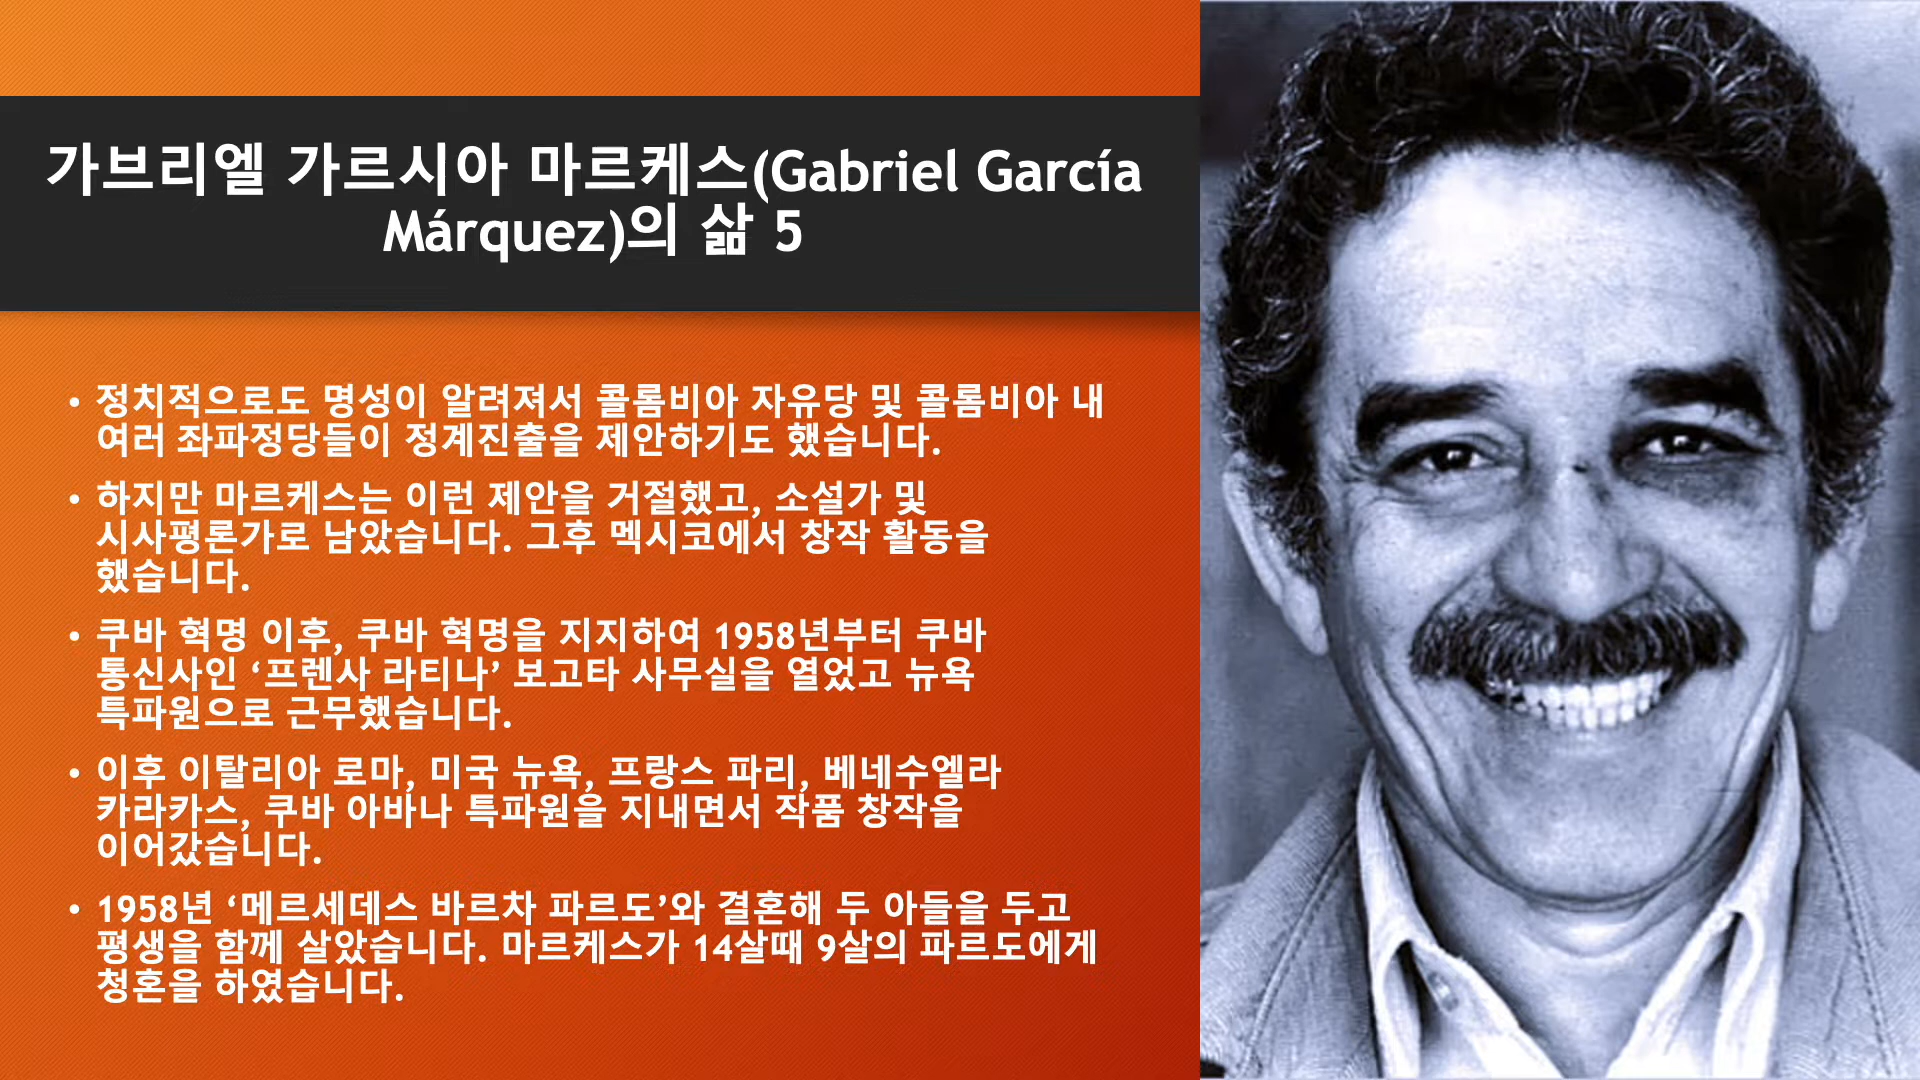 가브리엘 가르시아 마르케스(Gabriel García
Márquez)의 삶 5
• 정치적으로도 명성이 알려져서 콜롬비아 자유당 및 콜롬비아 내
여러 좌파정당들이 정계진출을 제안하기도 했습니다.
• 하지만 마르케스는 이런 제안을 거절했고, 소설가 및
시사평론가로 남았습니다. 그후 멕시코에서 창작 활동을
했습니다.
• 쿠바 혁명 이후, 쿠바 혁명을 지지하여 1958년부터 쿠바
통신사인 ‘프렌사 라티나’ 보고타 사무실을 열었고 뉴욕
특파원으로 근무했습니다.
• 이후 이탈리아 로마, 미국 뉴욕, 프랑스 파리, 베네수엘라
카라카스, 쿠바 아바나 특파원을 지내면서 작품 창작을
이어갔습니다.
• 1958년 ‘메르세데스 바르차 파르도’와 결혼해 두 아들을 두고
평생을 함께 살았습니다. 마르케스가 14살때 9살의 파르도에게
청혼을 하였습니다.